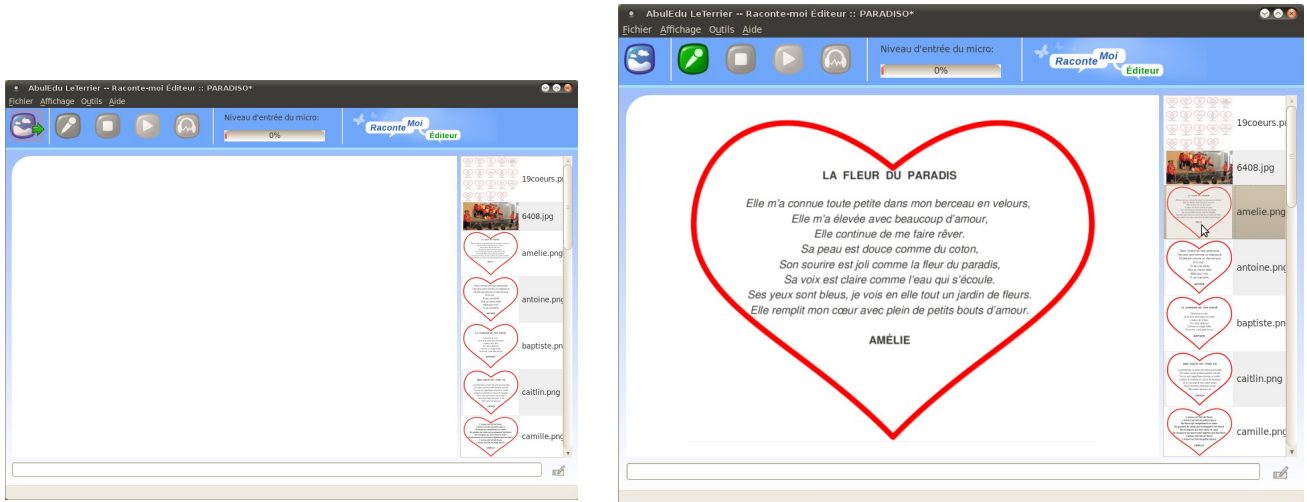 AbulEdu LeTerrier -- Raconte-moi Éditeur :: PARADISO*
Fichier Affichage Outils Aide
Niveau d'entrée du micro:
0%
Raconte Moi Éditeur
19coeurs.p
6408.jpg
amelie.png
antoine.png
baptiste.pn
caitlin.png
camille.png
AbulEdu LeTerrier -- Raconte-moi Éditeur :: PARADISO*
Fichier Affichage Outils Aide
Niveau d'entrée du micro:
0%
Raconte Moi Éditeur
LA FLEUR DU PARADIS
Elle m'a connue toute petite dans mon berceau en velours,
Elle m'a élevée avec beaucoup d'amour,
Elle continue de me faire rêver.
Sa peau est douce comme du coton,
Son sourire est joli comme la fleur du paradis,
Sa voix est claire comme l'eau qui s'écoule.
Ses yeux sont bleus, je vois en elle tout un jardin de fleurs.
Elle remplit mon cœur avec plein de petits bouts d'amour.
AMÉLIE
19coeurs.p
6408.jpg
amelie.png
antoine.png
baptiste.pn
caitlin.png
camille.png